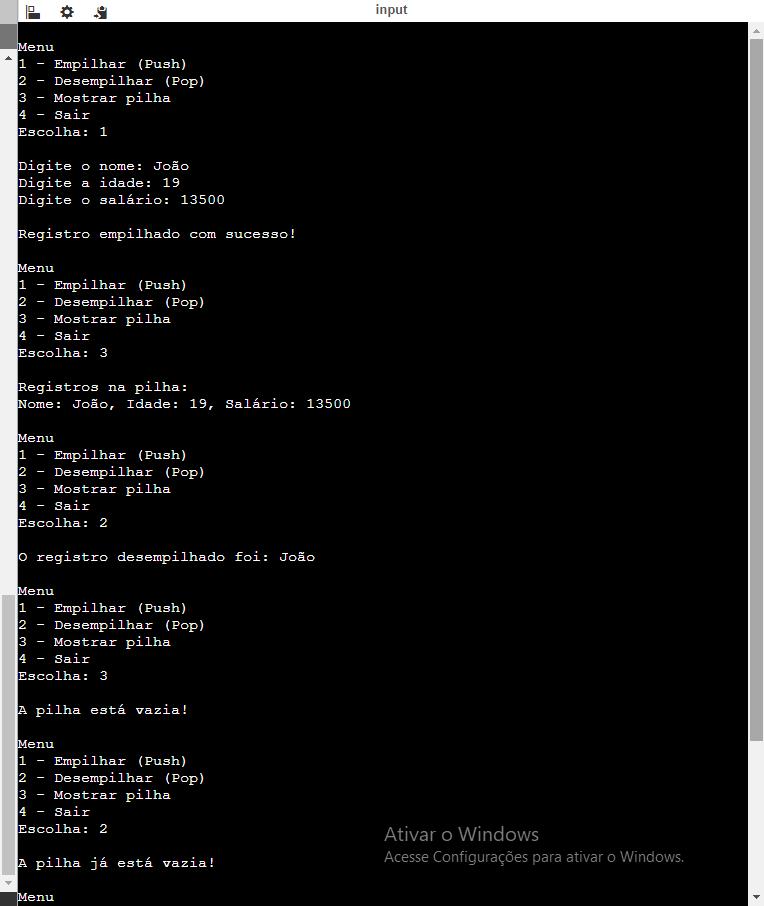 input
Menu
1 - Empilhar (Push)
2 - Desempilhar (Pop)
3 - Mostrar pilha
4 - Sair
Escolha: 1
Digite o nome: João
Digite a idade: 19
Digite o salário: 13500
Registro empilhado com sucesso!
Menu
1 - Empilhar (Push)
2 - Desempilhar (Pop)
3 - Mostrar pilha
4 - Sair
Escolha: 3
Registros na pilha:
Nome: João, Idade: 19, Salário: 13500
Menu
1 - Empilhar (Push)
2 - Desempilhar (Pop)
3 - Mostrar pilha
4 - Sair
Escolha: 2
O registro desempilhado foi: João
Menu
1 - Empilhar (Push)
2 - Desempilhar (Pop)
3 - Mostrar pilha
4 - Sair
Escolha: 3
A pilha está vazia!
Menu
1 - Empilhar (Push)
2 - Desempilhar (Pop)
3 - Mostrar pilha
4 - Sair
Escolha: 2
A pilha já está vazia!
Menu
Ativar o Windows
Acesse Configurações para ativar o Windows.